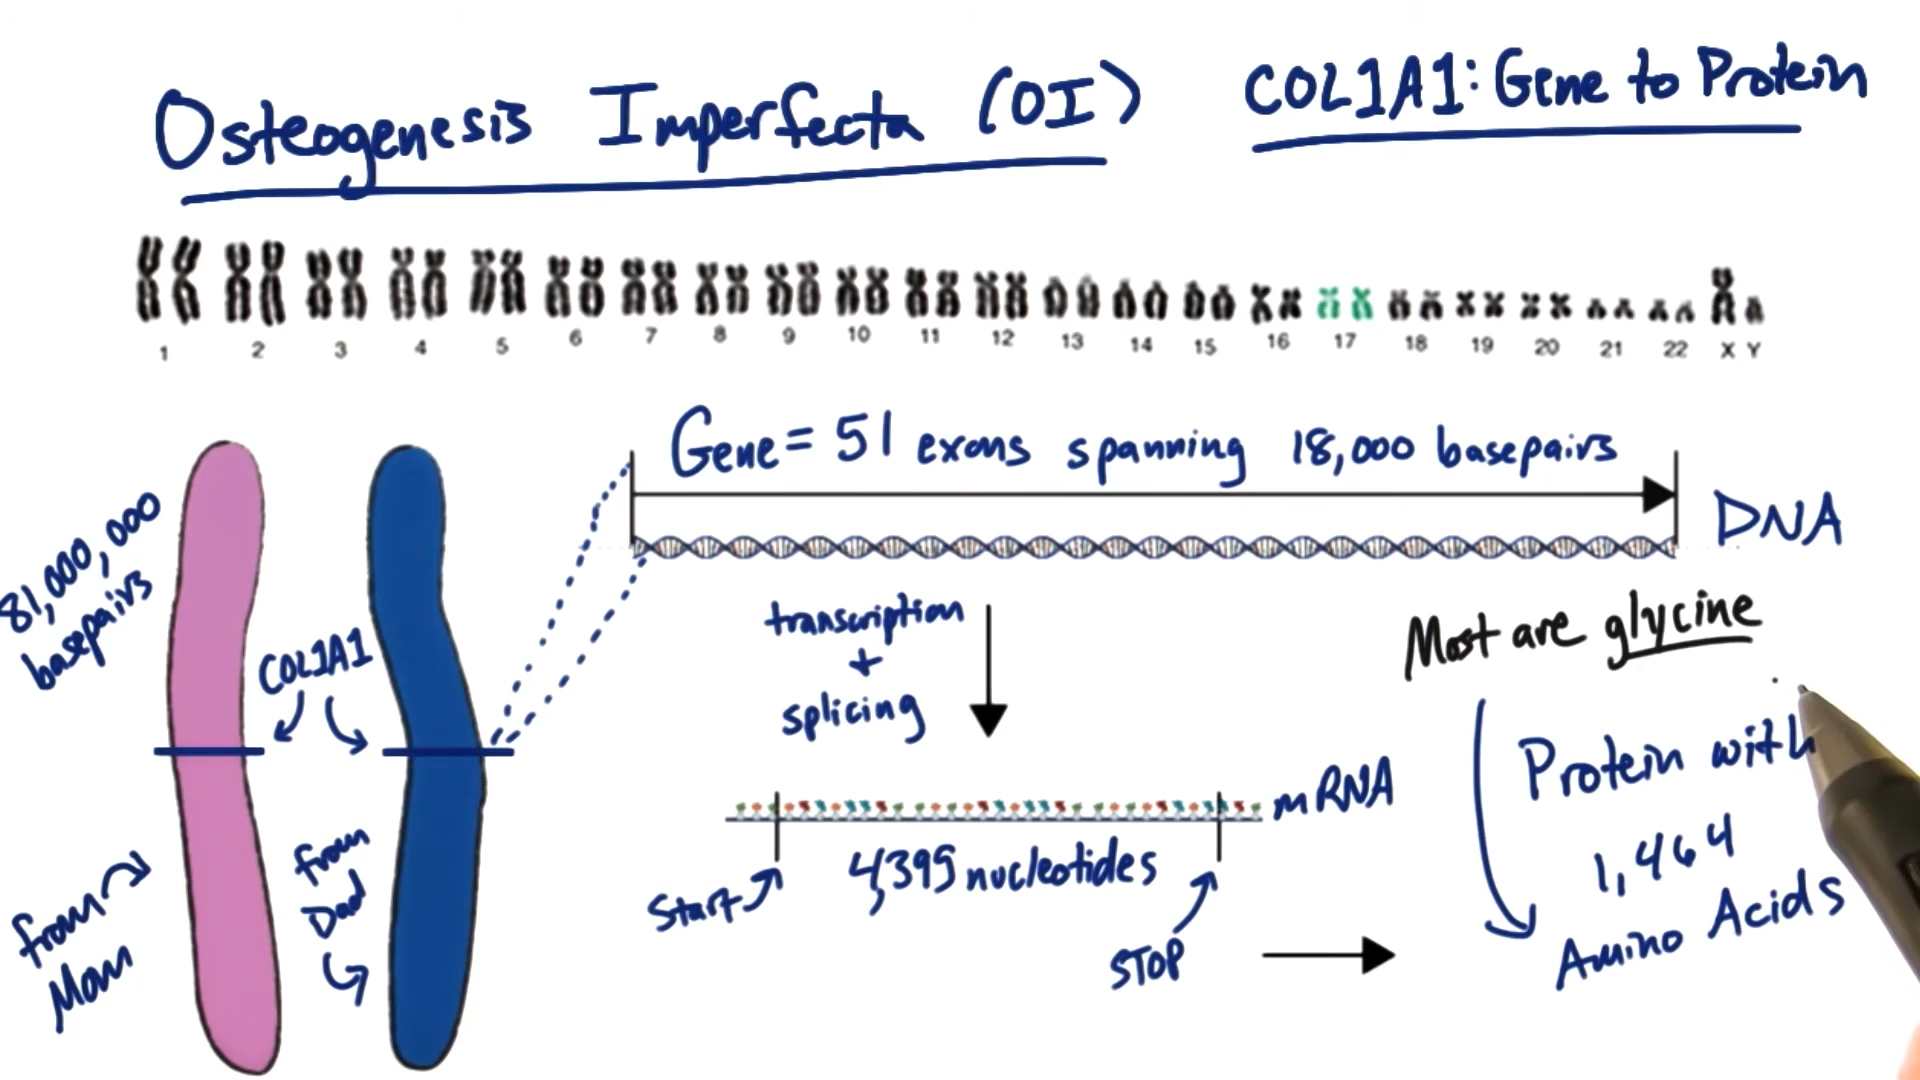 Osteogenesis Imperfecta (OI)
COL1A1: Gene to Protein
1 2 3 4 5 6 7 8 9 10 11 12 13 14 15 16 17 18 19 20 21 22 X Y
Gene = 51 exons spanning 18,000 basepairs
DNA
81,000,000
basepairs
COL1A1
transcription
+
splicing
Most are glycine
Protein with
1,464
Amino Acids
mRNA
4,395 nucleotides
Start
STOP
from
Mom
from
Dad